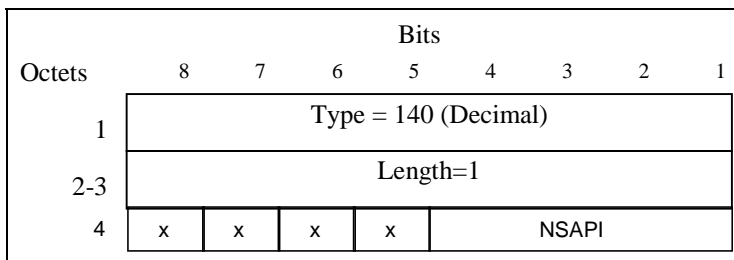 Bits
Octets 8 7 6 5 4 3 2 1
1 Type = 140 (Decimal)
2-3 Length=1
4 x x x x NSAPI